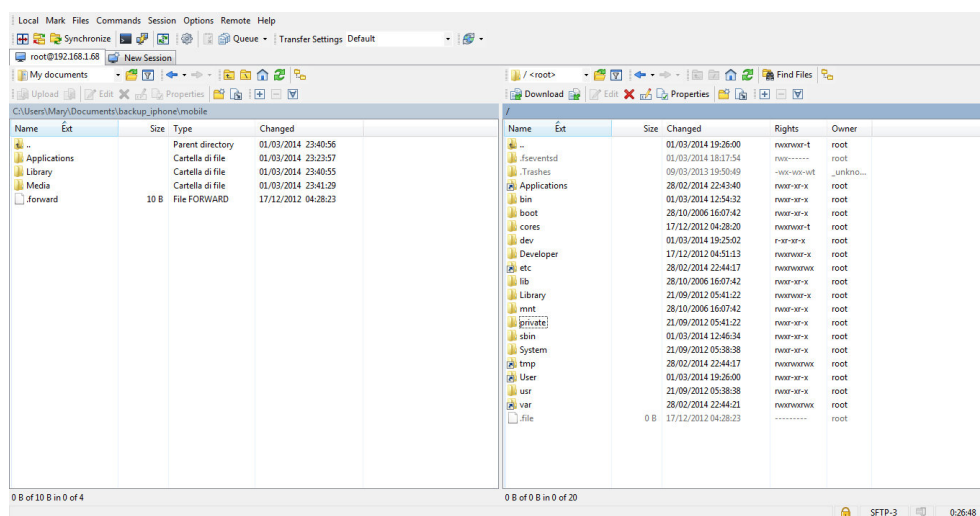 Local Mark Files Commands Session Options Remote Help
Synchronize Queue Transfer Settings Default
root@192.168.1.68 New Session
My documents
Upload Edit Properties
C:\Users\Mary\Documents\backup_iphone\mobile
Name Ext Size Type Changed
.. Parent directory 01/03/2014 23:40:56
Applications Cartella di file 01/03/2014 23:23:57
Library Cartella di file 01/03/2014 23:40:55
Media Cartella di file 01/03/2014 23:41:29
.forward 10 B File FORWARD 17/12/2012 04:28:23
0 B of 10 B in 0 of 4
/ <root> Find Files
Download Edit Properties
/
Name Ext Size Changed Rights Owner
.. 01/03/2014 19:26:00 rwxrwxr-t root
.fseventsd 01/03/2014 18:17:54 rwx------ root
.Trashes 09/03/2013 19:50:49 -wx-wx-wt _unkno...
Applications 28/02/2014 22:43:40 rwxr-xr-x root
bin 01/03/2014 12:54:32 rwxr-xr-x root
boot 28/10/2006 16:07:42 rwxr-xr-x root
cores 17/12/2012 04:28:20 rwxrwxr-t root
dev 01/03/2014 19:25:02 r-xr-xr-x root
Developer 17/12/2012 04:51:13 rwxrwxr-x root
etc 28/02/2014 22:44:17 rwxrwxrwx root
lib 28/10/2006 16:07:42 rwxr-xr-x root
Library 21/09/2012 05:41:22 rwxrwxr-x root
mnt 28/10/2006 16:07:42 rwxr-xr-x root
private 21/09/2012 05:41:22 rwxr-xr-x root
sbin 01/03/2014 12:46:34 rwxr-xr-x root
System 21/09/2012 05:38:38 rwxr-xr-x root
tmp 28/02/2014 22:44:17 rwxrwxrwx root
User 01/03/2014 19:26:00 rwxr-xr-x root
usr 21/09/2012 05:38:38 rwxr-xr-x root
var 28/02/2014 22:44:21 rwxrwxrwx root
.file 0 B 17/12/2012 04:28:23 --------- root
0 B of 0 B in 0 of 20
SFTP-3 0:26:48